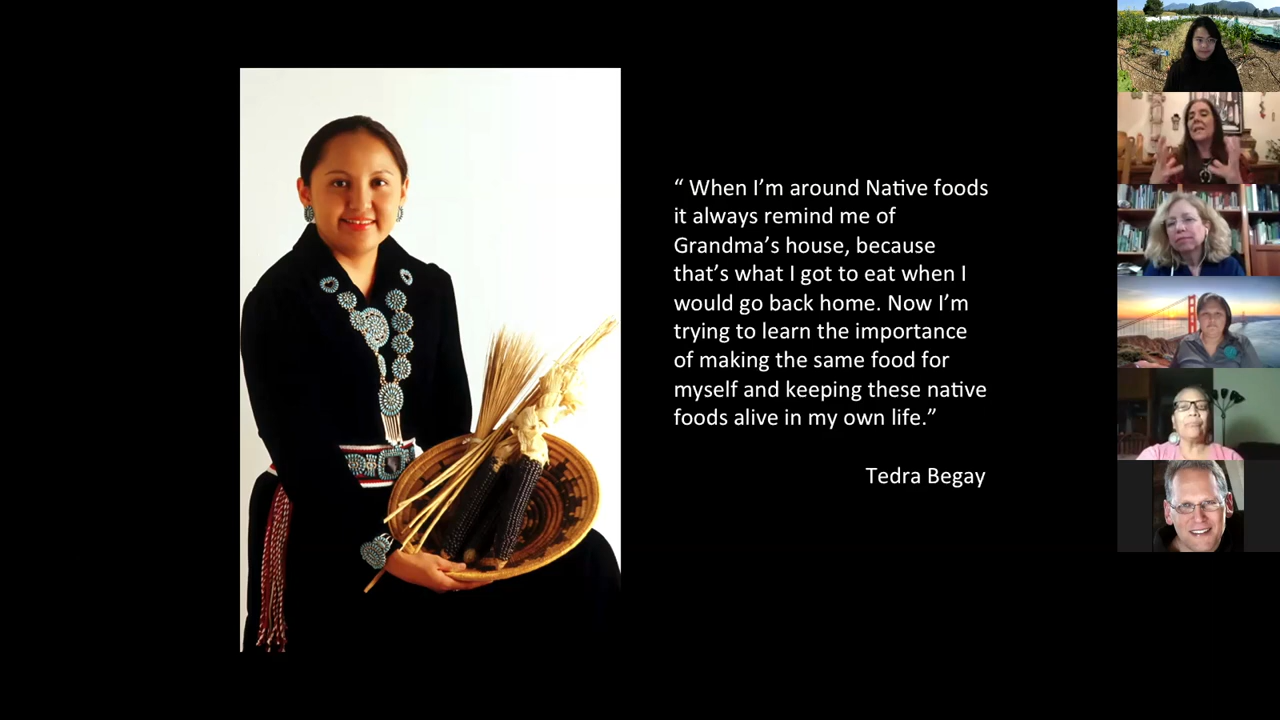 “ When I’m around Native foods
it always remind me of
Grandma’s house, because
that’s what I got to eat when I
would go back home. Now I’m
trying to learn the importance
of making the same food for
myself and keeping these native
foods alive in my own life.”
Tedra Begay